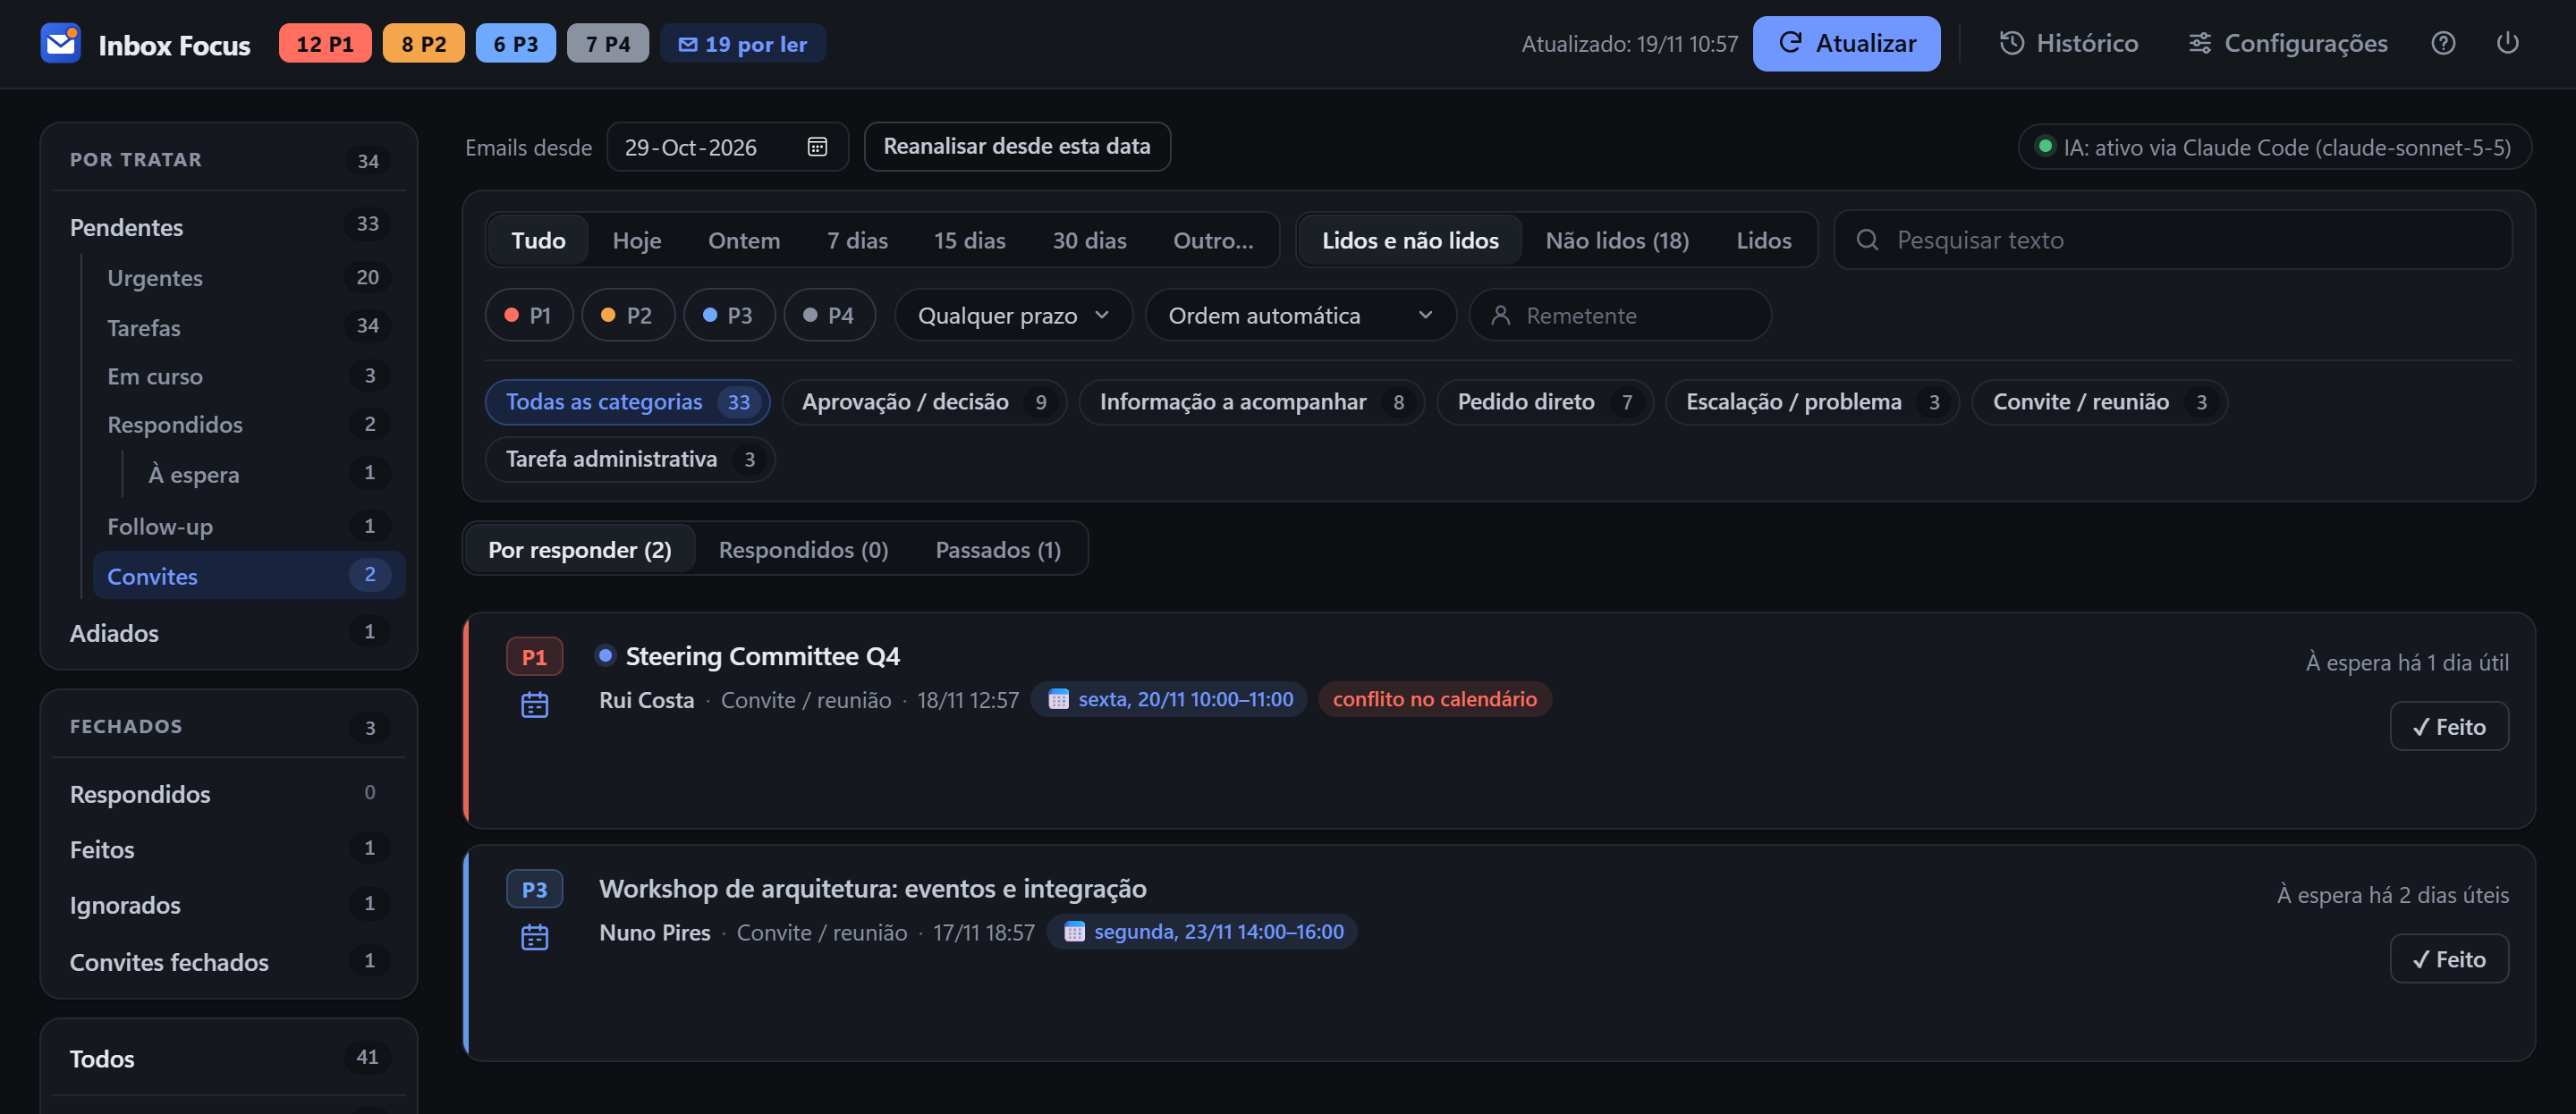 Inbox Focus 12 P1 8 P2 6 P3 7 P4 19 por ler Atualizado: 19/11 10:57 Atualizar Histórico Configurações
POR TRATAR 34
Pendentes 33
Urgentes 20
Tarefas 34
Em curso 3
Respondidos 2
À espera 1
Follow-up 1
Convites 2
Adiados 1
FECHADOS 3
Respondidos 0
Feitos 1
Ignorados 1
Convites fechados 1
Todos 41
Emails desde 29-Oct-2026 Reanalisar desde esta data IA: ativo via Claude Code (claude-sonnet-5-5)
Tudo Hoje Ontem 7 dias 15 dias 30 dias Outro... Lidos e não lidos Não lidos (18) Lidos Pesquisar texto
P1 P2 P3 P4 Qualquer prazo Ordem automática Remetente
Todas as categorias 33 Aprovação / decisão 9 Informação a acompanhar 8 Pedido direto 7 Escalação / problema 3 Convite / reunião 3
Tarefa administrativa 3
Por responder (2) Respondidos (0) Passados (1)
P1 Steering Committee Q4 À espera há 1 dia útil
Rui Costa · Convite / reunião · 18/11 12:57 sexta, 20/11 10:00–11:00 conflito no calendário
✓ Feito
P3 Workshop de arquitetura: eventos e integração À espera há 2 dias úteis
Nuno Pires · Convite / reunião · 17/11 18:57 segunda, 23/11 14:00–16:00
✓ Feito